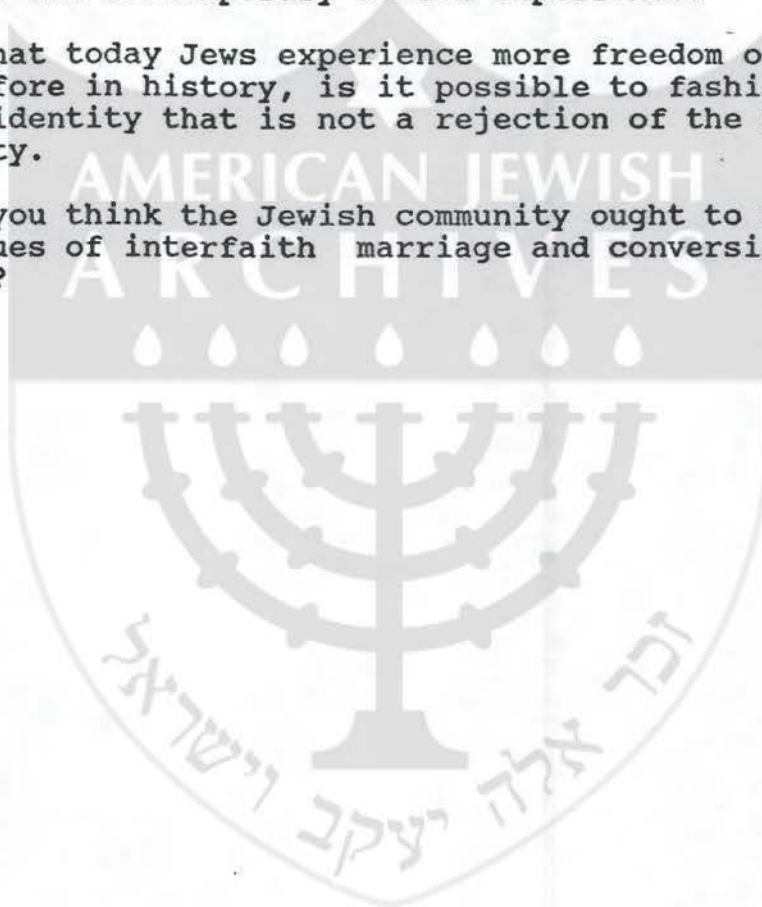 hat today Jews experience more freedom o
fore in history, is it possible to fashi
identity that is not a rejection of the
ty.
AMERICAN JEWISH
you think the Jewish community ought to
ues of interfaith marriage and conversi
?
ARCHIVES
זכר אלה יעקב וישראל